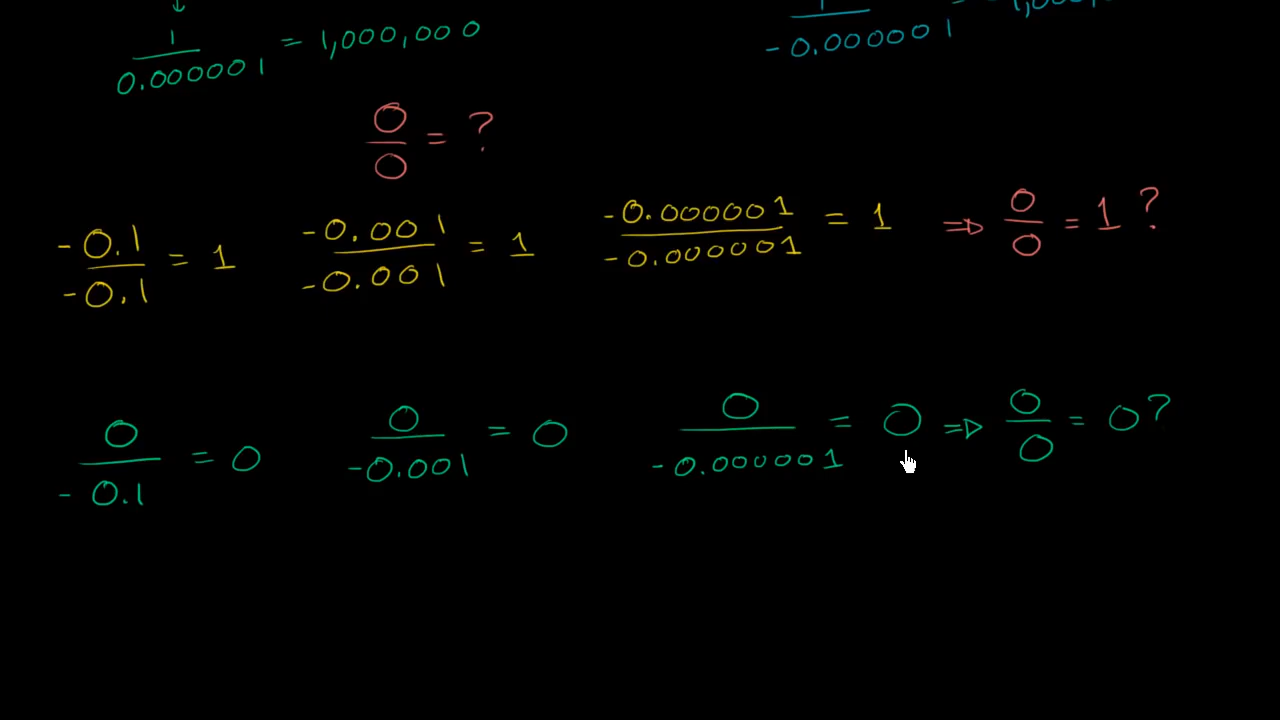 1/0.000001 = 1,000,000
1/-0.000001
0/0 = ?
-0.1/-0.1 = 1 -0.001/-0.001 = 1 -0.000001/-0.000001 = 1 ⇒ 0/0 = 1 ?
0/-0.1 = 0 0/-0.001 = 0 0/-0.000001 = 0 ⇒ 0/0 = 0 ?